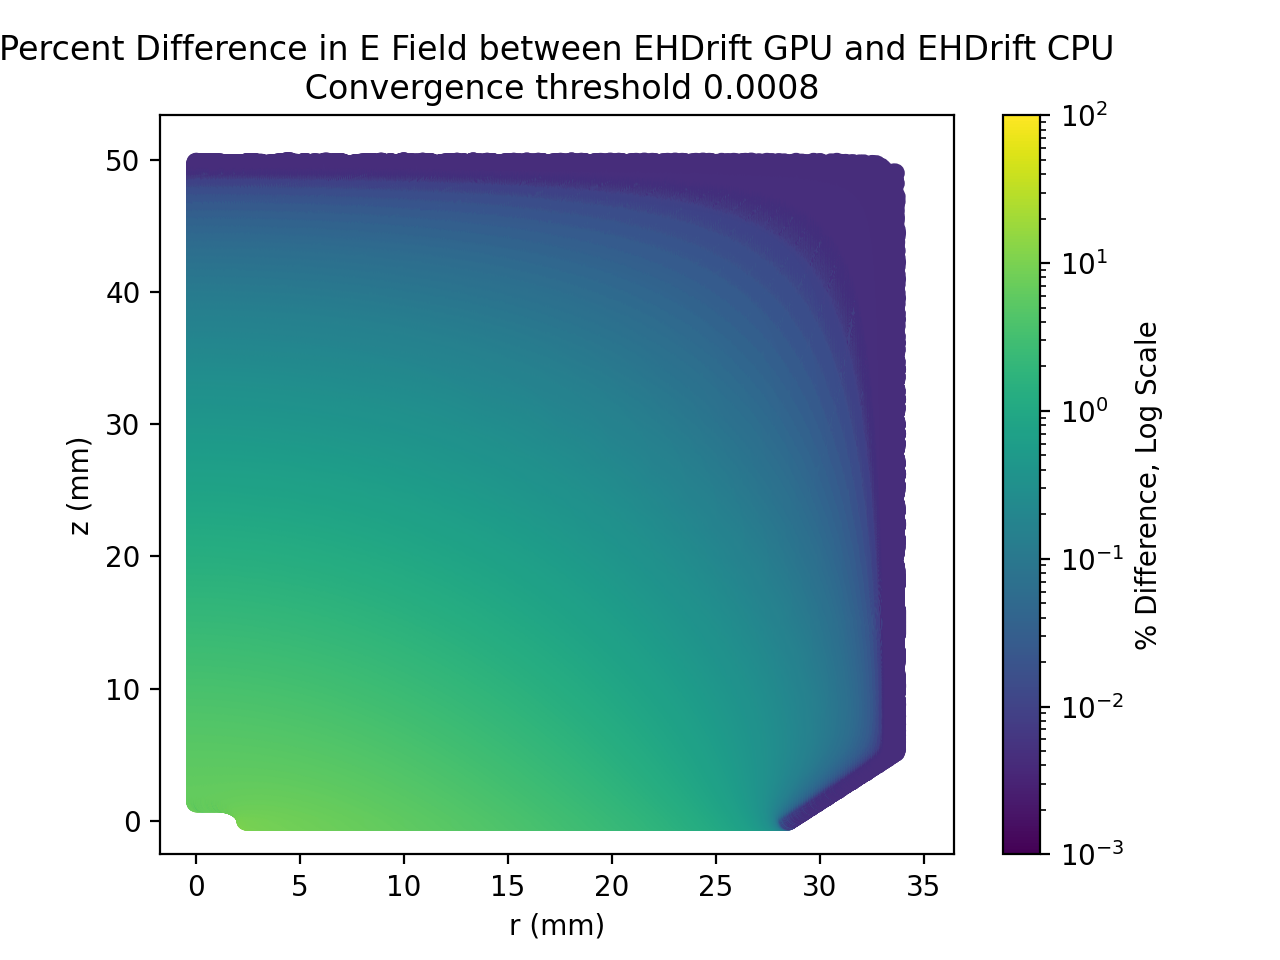 Percent Difference in E Field between EHDrift GPU and EHDrift CPU
Convergence threshold 0.0008
50
40
30
20
10
0
z (mm)
0 5 10 15 20 25 30 35
r (mm)
10²
10¹
10⁰
10⁻¹
10⁻²
10⁻³
% Difference, Log Scale